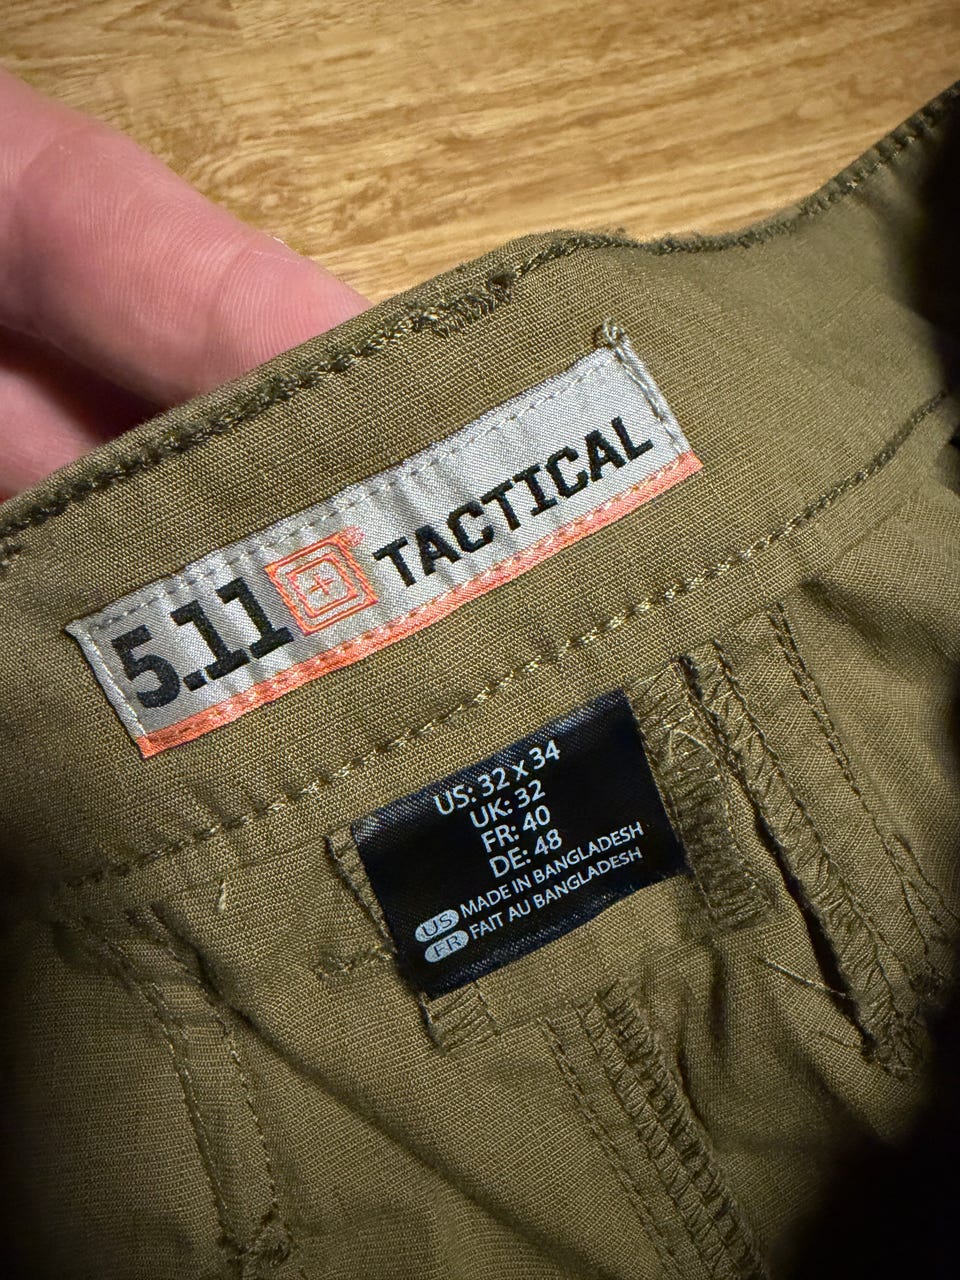 5.11 TACTICAL
US: 32 x 34
UK: 32
FR: 40
DE: 48
US MADE IN BANGLADESH
FR FAIT AU BANGLADESH